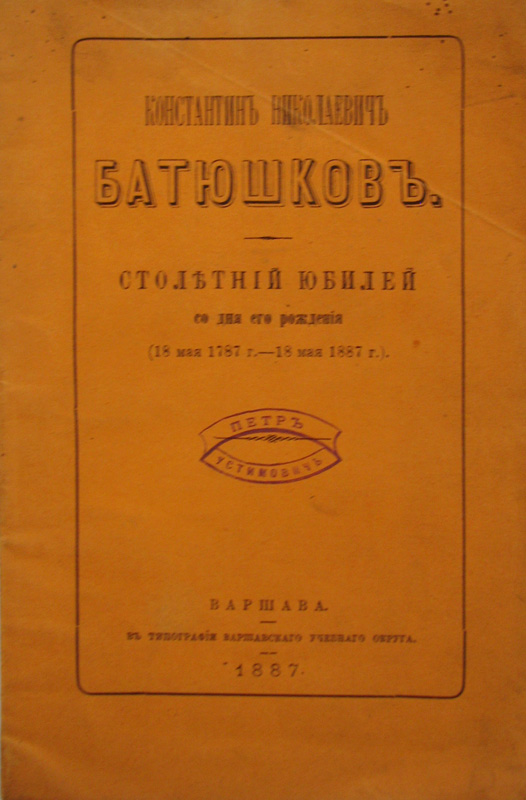 КОНСТАНТИНЪ НИКОЛАЕВИЧЪ
БАТЮШКОВЪ.
СТОЛѢТНІЙ ЮБИЛЕЙ
со дня его рожденія
(18 мая 1787 г.—18 мая 1887 г.).
ПЕТРЪ
УСТИМОВИЧЪ
ВАРШАВА.
ВЪ ТИПОГРАФІИ ВАРШАВСКАГО УЧЕБНАГО ОКРУГА.
1887.